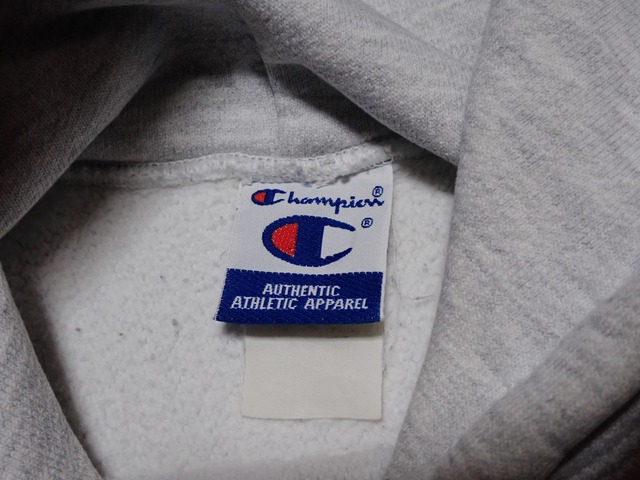 Champion®
®
AUTHENTIC
ATHLETIC APPAREL